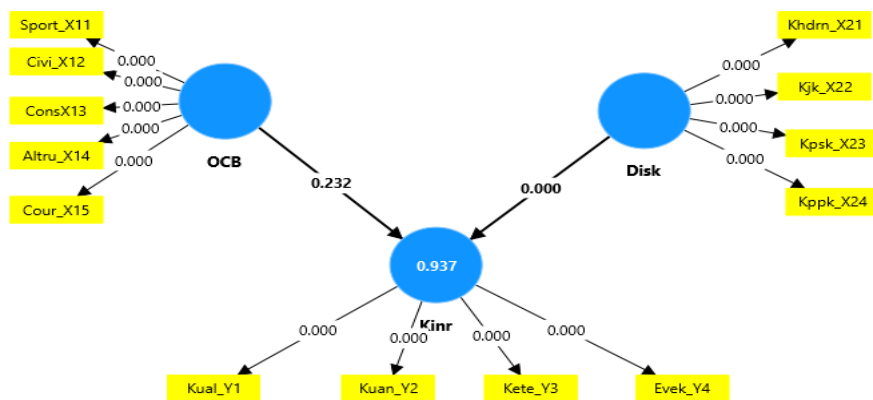 Sport_X11
Civi_X12
ConsX13
Altru_X14
Cour_X15
0.000
0.000
0.000
0.000
0.000
OCB
0.232
Khdrn_X21
Kjk_X22
Kpsk_X23
Kppk_X24
0.000
0.000
0.000
0.000
Disk
0.000
0.937
Kinr
0.000
0.000
0.000
0.000
Kual_Y1
Kuan_Y2
Kete_Y3
Evek_Y4